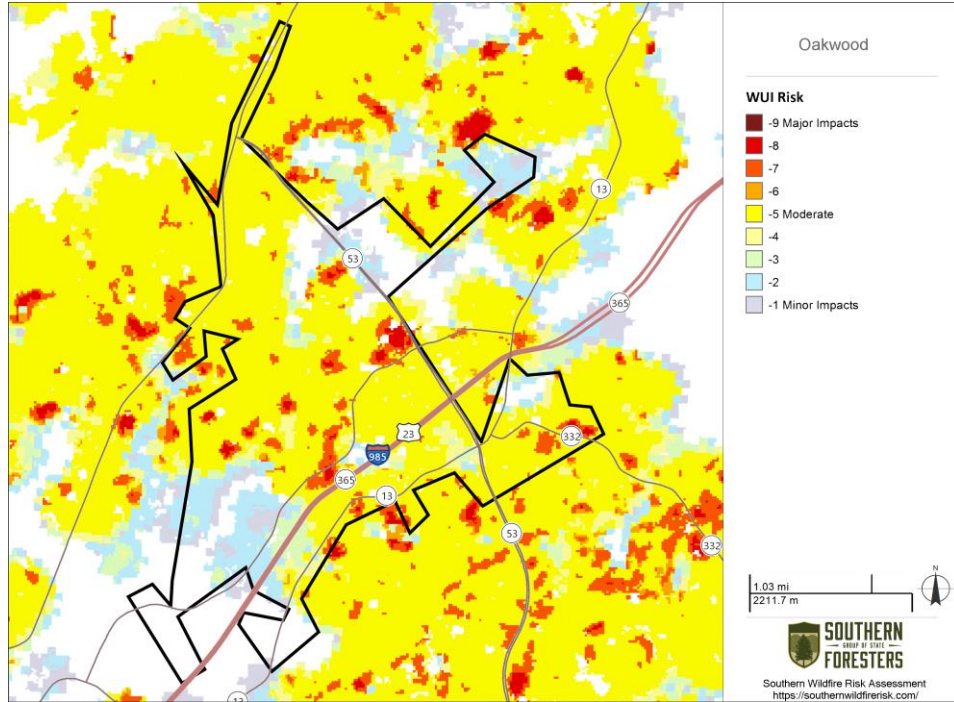 Oakwood
WUI Risk
-9 Major Impacts
-8
-7
-6
-5 Moderate
-4
-3
-2
-1 Minor Impacts
13
53
365
23
985
332
365
13
53
332
13
1.03 mi
2211.7 m
N
SOUTHERN
GROUP OF STATE
FORESTERS
Southern Wildfire Risk Assessment
https://southernwildfirerisk.com/